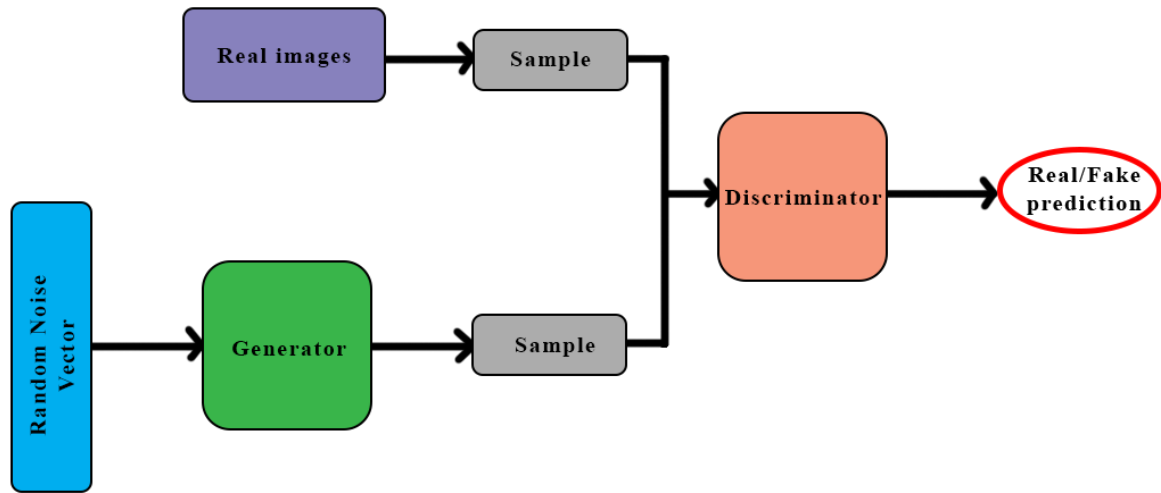 Real images
Sample
Discriminator
Real/Fake
prediction
Random Noise
Vector
Generator
Sample